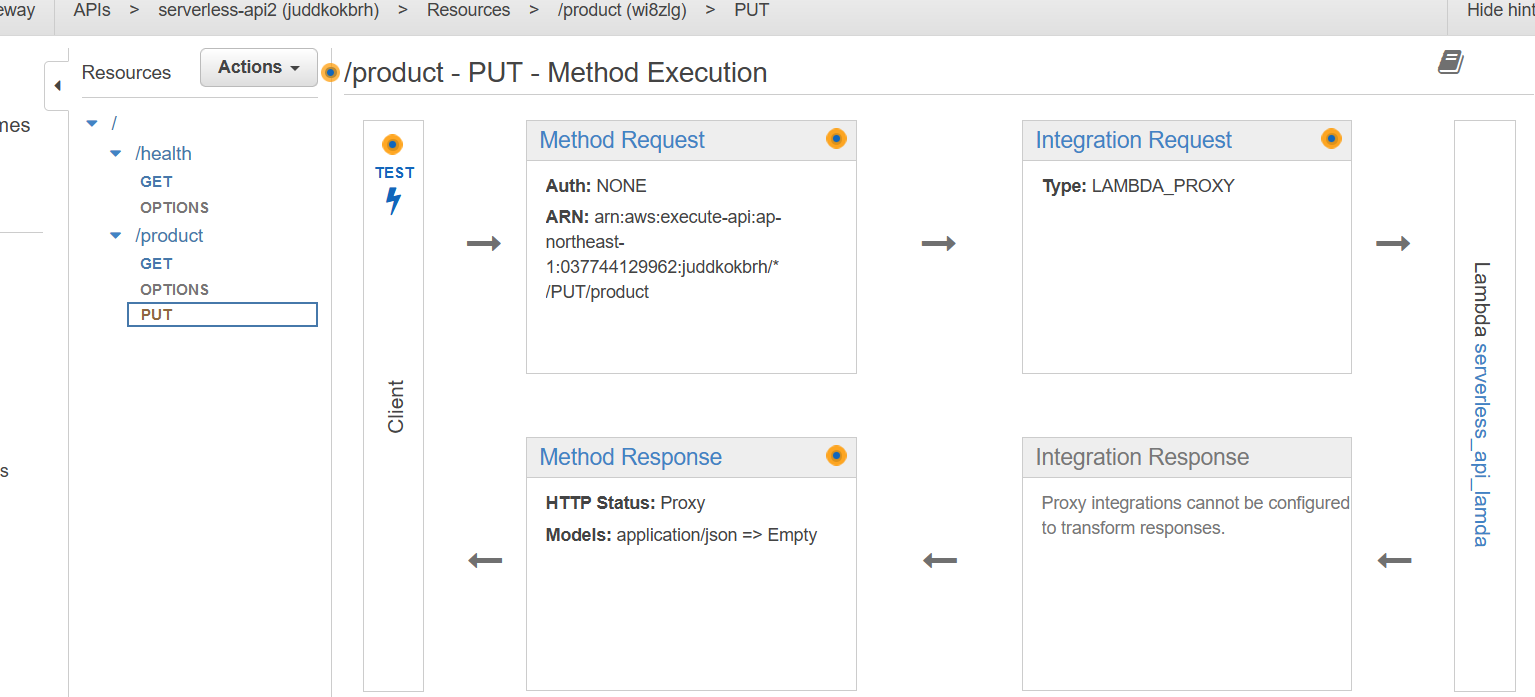 eway APIs > serverless-api2 (juddkokbrh) > Resources > /product (wi8zlg) > PUT Hide hint
mes
s
Resources
Actions
/
/health
GET
OPTIONS
/product
GET
OPTIONS
PUT
/product - PUT - Method Execution
TEST
Client
Method Request
Auth: NONE
ARN: arn:aws:execute-api:ap-
northeast-
1:037744129962:juddkokbrh/*
/PUT/product
Integration Request
Type: LAMBDA_PROXY
Lambda serverless_api_lamda
Method Response
HTTP Status: Proxy
Models: application/json => Empty
Integration Response
Proxy integrations cannot be configured
to transform responses.